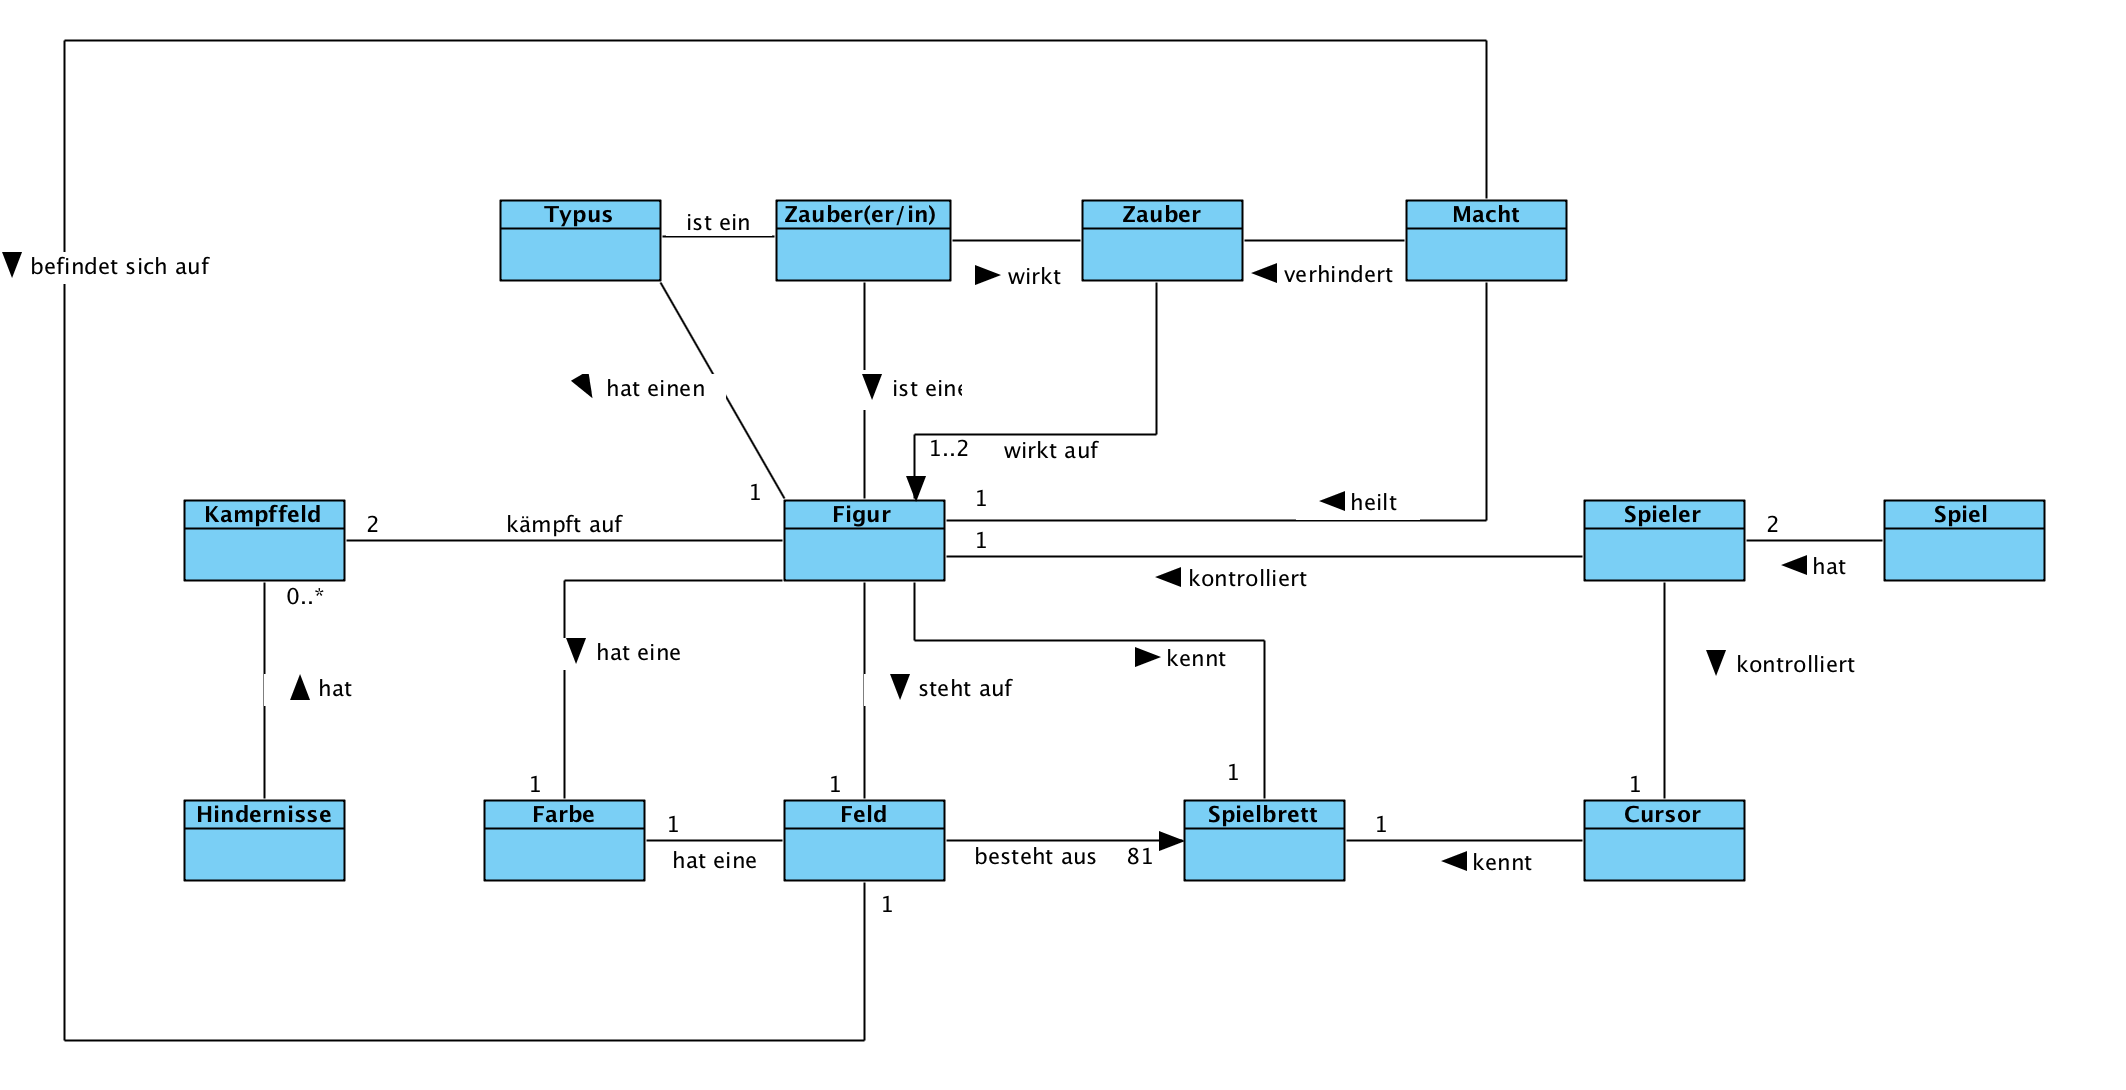 Typus
ist ein
Zauber(er/in)
Zauber
Macht
befindet sich auf
wirkt
verhindert
hat einen
ist eine
1..2
wirkt auf
1
1
heilt
Kampffeld
2
kämpft auf
Figur
Spieler
2
Spiel
1
kontrolliert
hat
0..*
hat eine
kennt
kontrolliert
hat
steht auf
1
1
1
1
Hindernisse
Farbe
1
hat eine
Feld
besteht aus
81
Spielbrett
1
kennt
Cursor
1